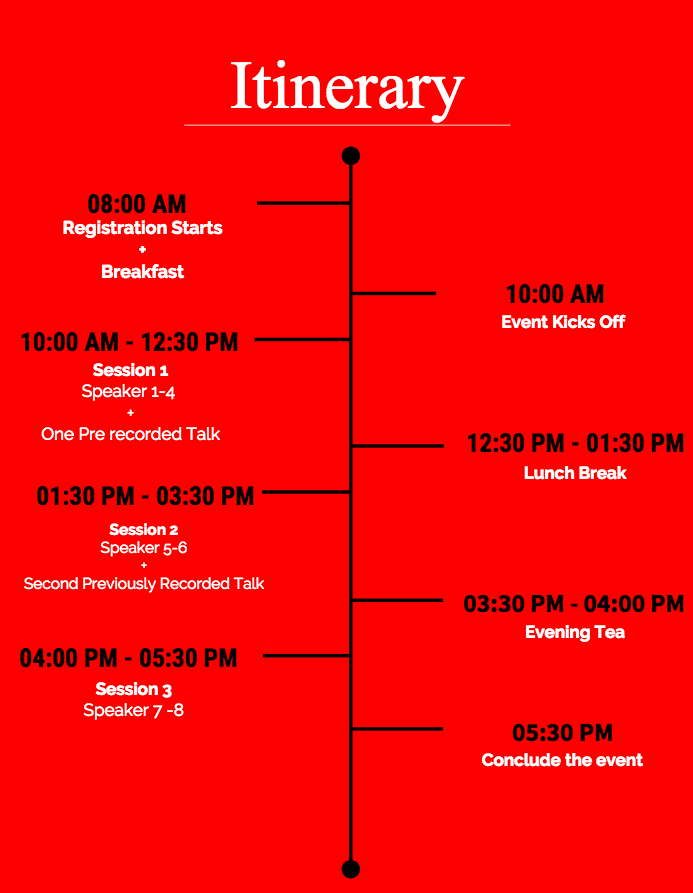 Itinerary
08:00 AM
Registration Starts
+
Breakfast
10:00 AM
Event Kicks Off
10:00 AM - 12:30 PM
Session 1
Speaker 1-4
+
One Pre recorded Talk
12:30 PM - 01:30 PM
Lunch Break
01:30 PM - 03:30 PM
Session 2
Speaker 5-6
+
Second Previously Recorded Talk
03:30 PM - 04:00 PM
Evening Tea
04:00 PM - 05:30 PM
Session 3
Speaker 7 -8
05:30 PM
Conclude the event